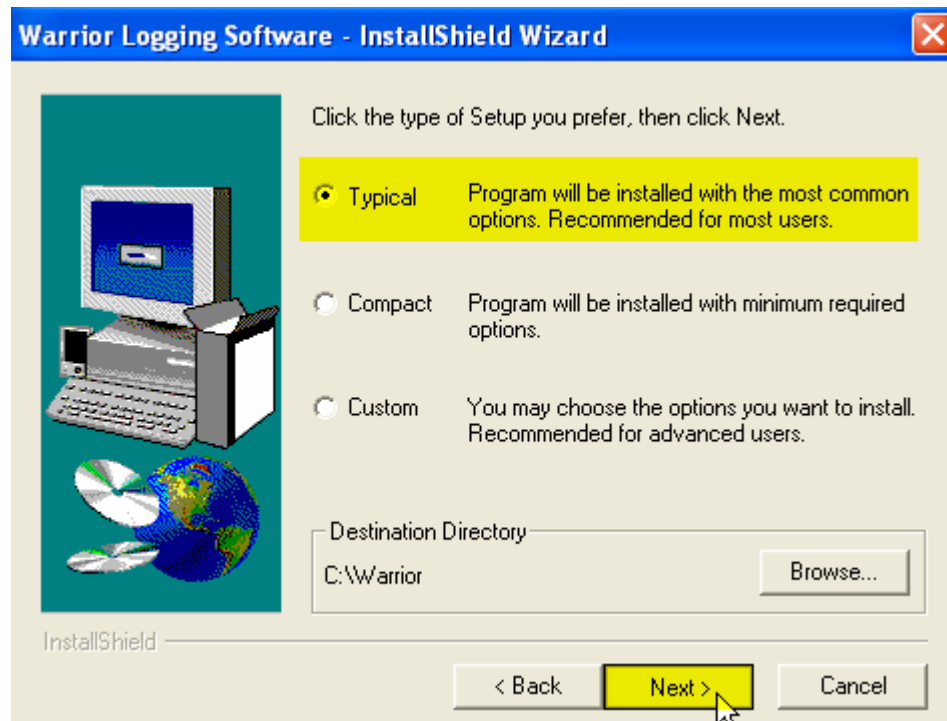 Warrior Logging Software - InstallShield Wizard
Click the type of Setup you prefer, then click Next.
Typical
Program will be installed with the most common
options. Recommended for most users.
Compact
Program will be installed with minimum required
options.
Custom
You may choose the options you want to install.
Recommended for advanced users.
Destination Directory
C:\Warrior
Browse...
InstallShield
< Back
Next >
Cancel